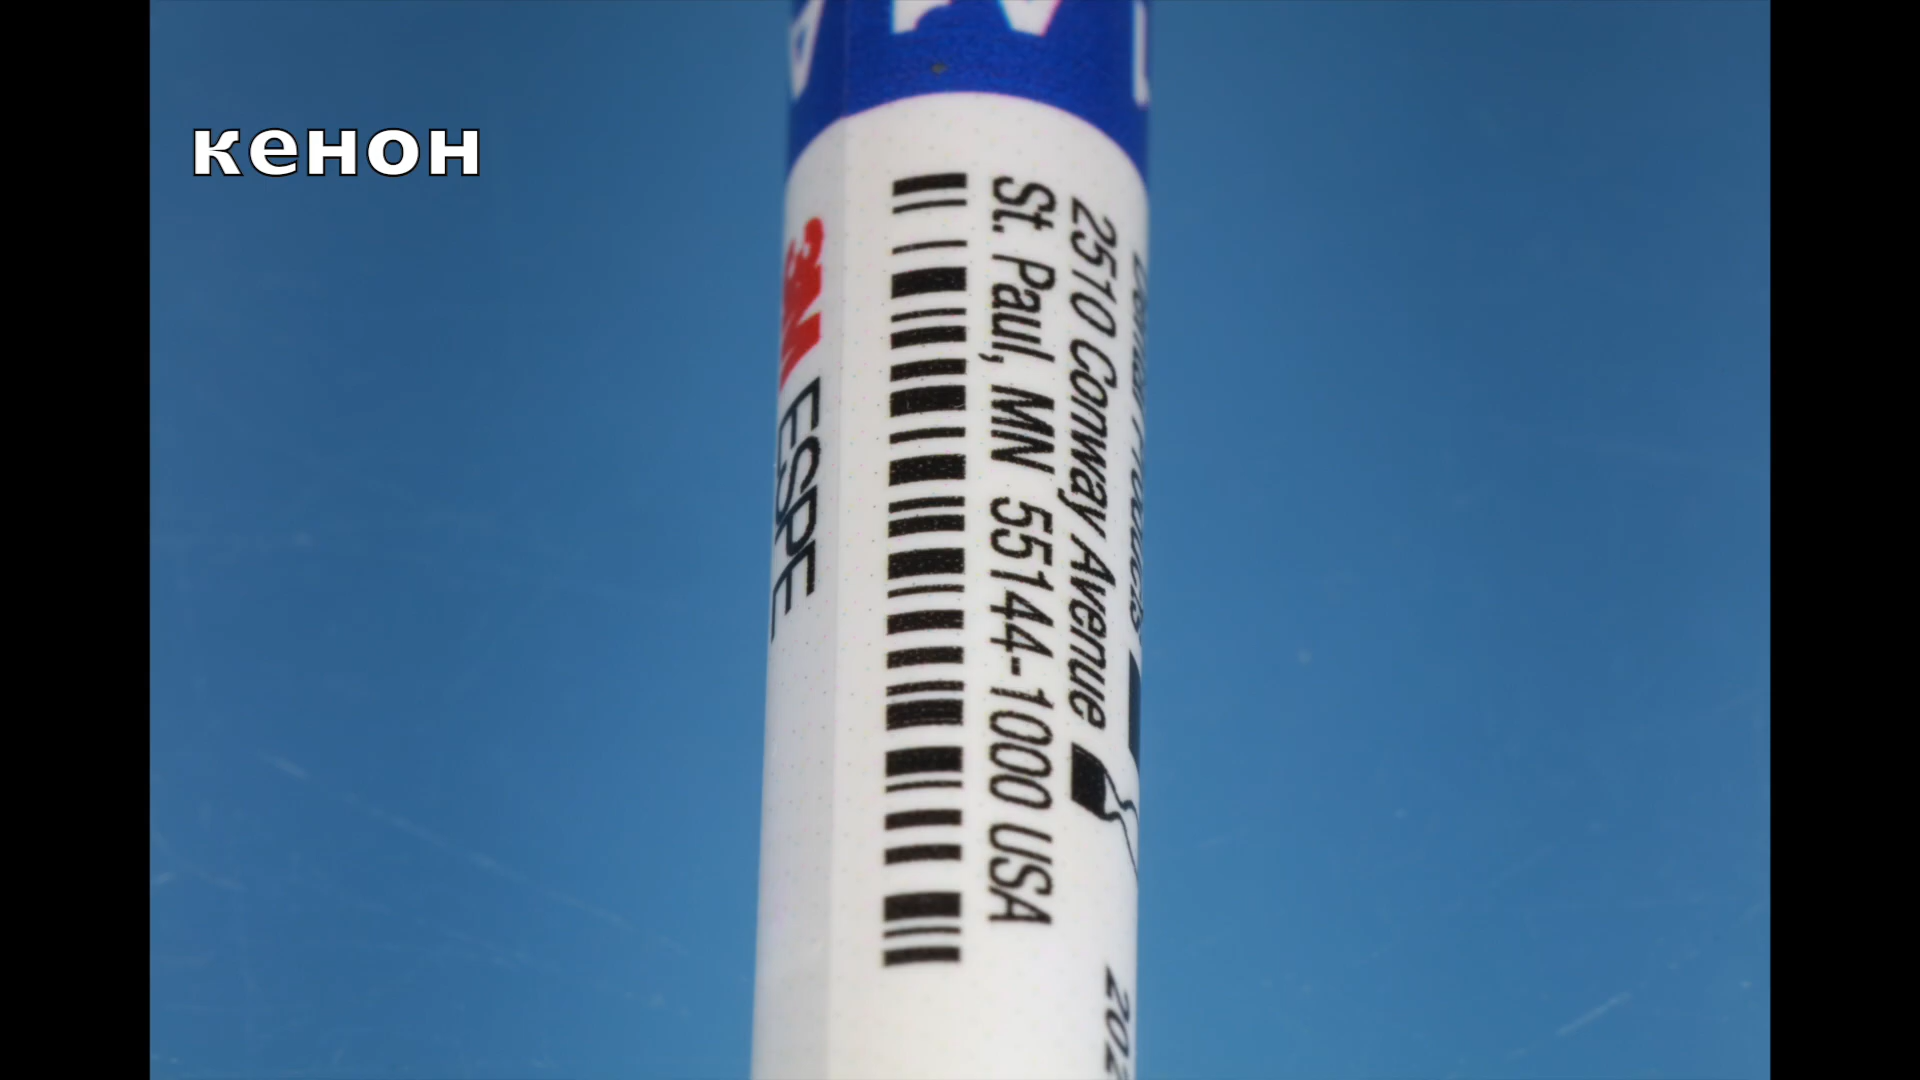 кенон
3M ESPE
2510 Conway Avenue
St. Paul, MN 55144-1000 USA